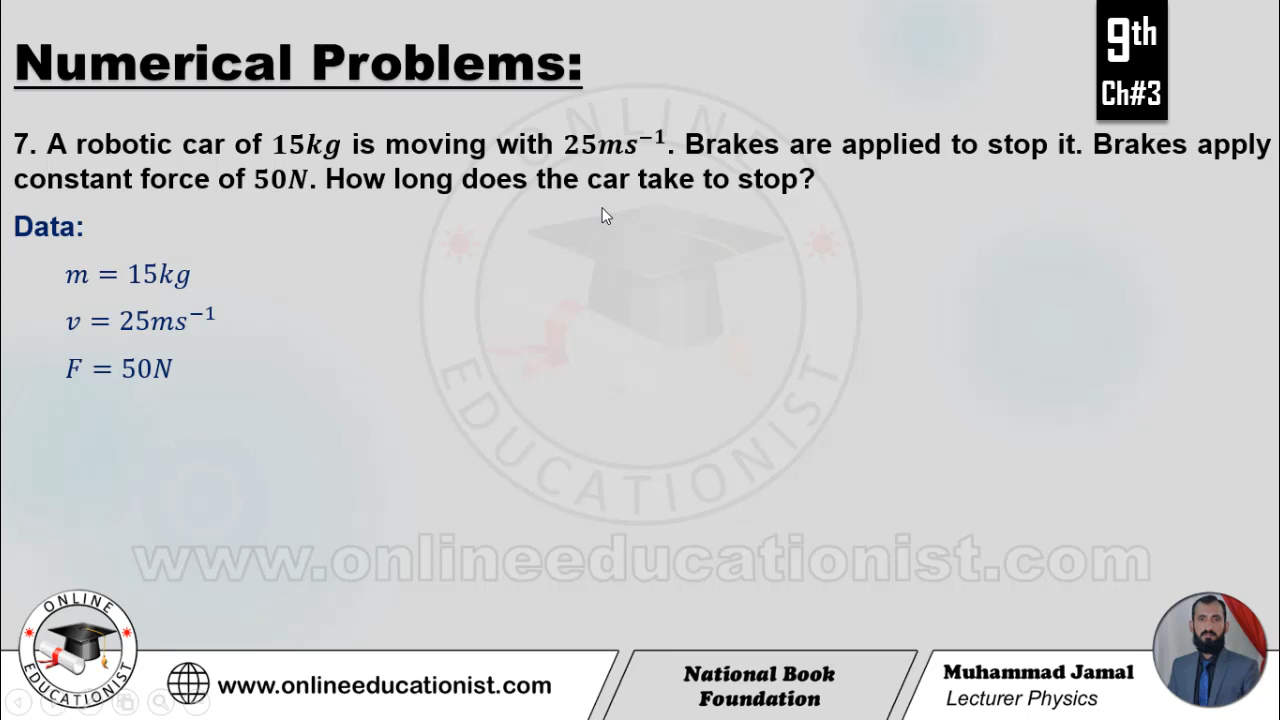 Numerical Problems:
9th
Ch#3
7. A robotic car of 15kg is moving with 25ms⁻¹. Brakes are applied to stop it. Brakes apply
constant force of 50N. How long does the car take to stop?
Data:
m = 15kg
v = 25ms⁻¹
F = 50N
ONLINE
EDUCATIONIST
www.onlineeducationist.com
ONLINE
EDUCATIONIST
www.onlineeducationist.com
National Book
Foundation
Muhammad Jamal
Lecturer Physics